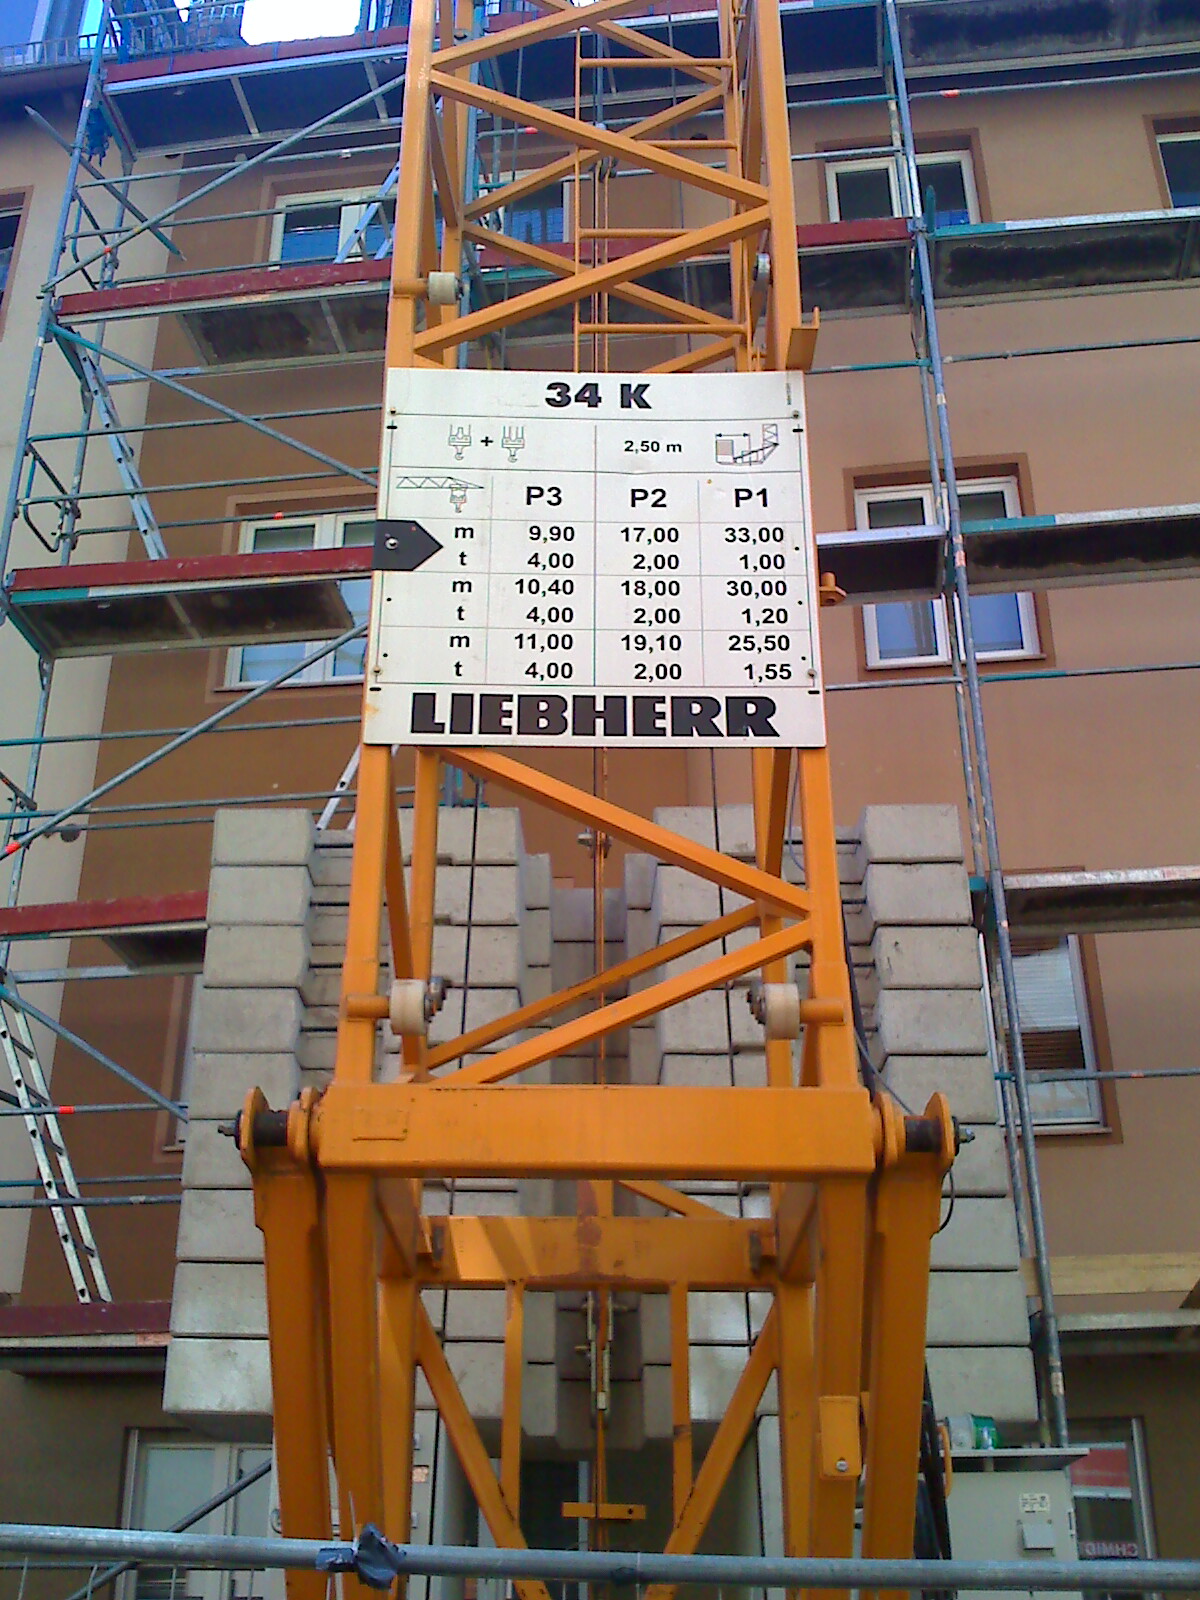 34 K
+ 2,50 m
P3 P2 P1
m 9,90 17,00 33,00
t 4,00 2,00 1,00
m 10,40 18,00 30,00
t 4,00 2,00 1,20
m 11,00 19,10 25,50
t 4,00 2,00 1,55
LIEBHERR